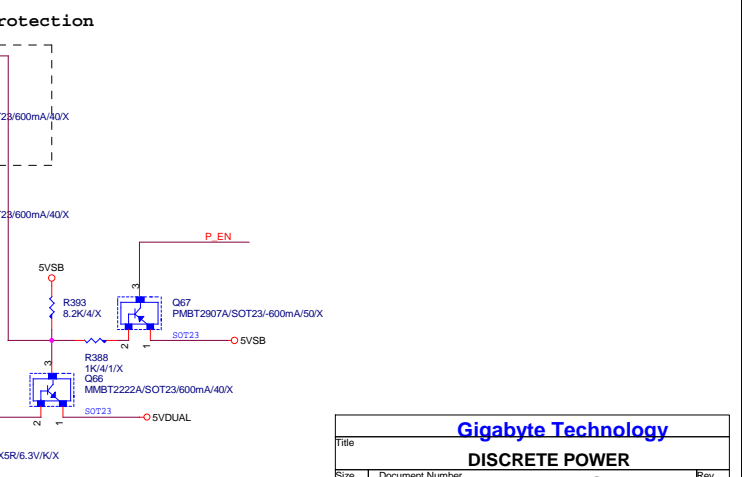 rotection
23/600mA/40/X
23/600mA/40/X
P_EN
5VSB
3
R393
8.2K/4/X
Q67
PMBT2907A/SOT23/-600mA/50/X
SOT23
2
1
5VSB
R388
1K/4/1/X
3
Q66
MMBT2222A/SOT23/600mA/40/X
SOT23
2
1
5VDUAL
X5R/6.3V/K/X
Gigabyte Technology
Title
DISCRETE POWER
Size
Document Number
Rev